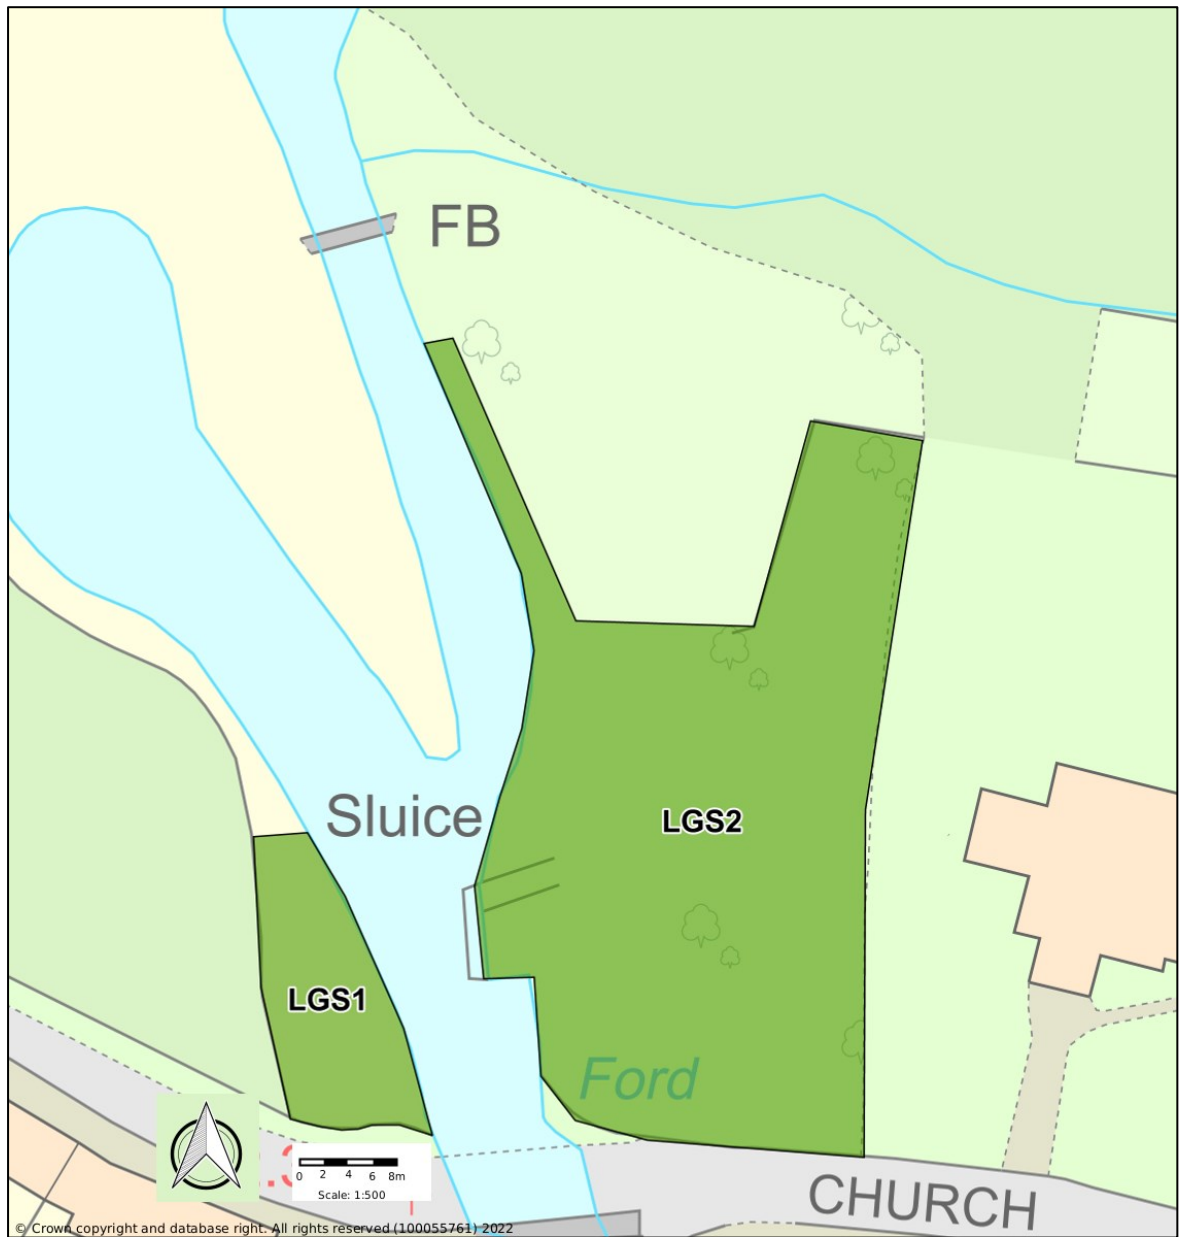 FB
Sluice
LGS2
LGS1
Ford
CHURCH
0 2 4 6 8m
Scale: 1:500
© Crown copyright and database right. All rights reserved (100055761) 2022